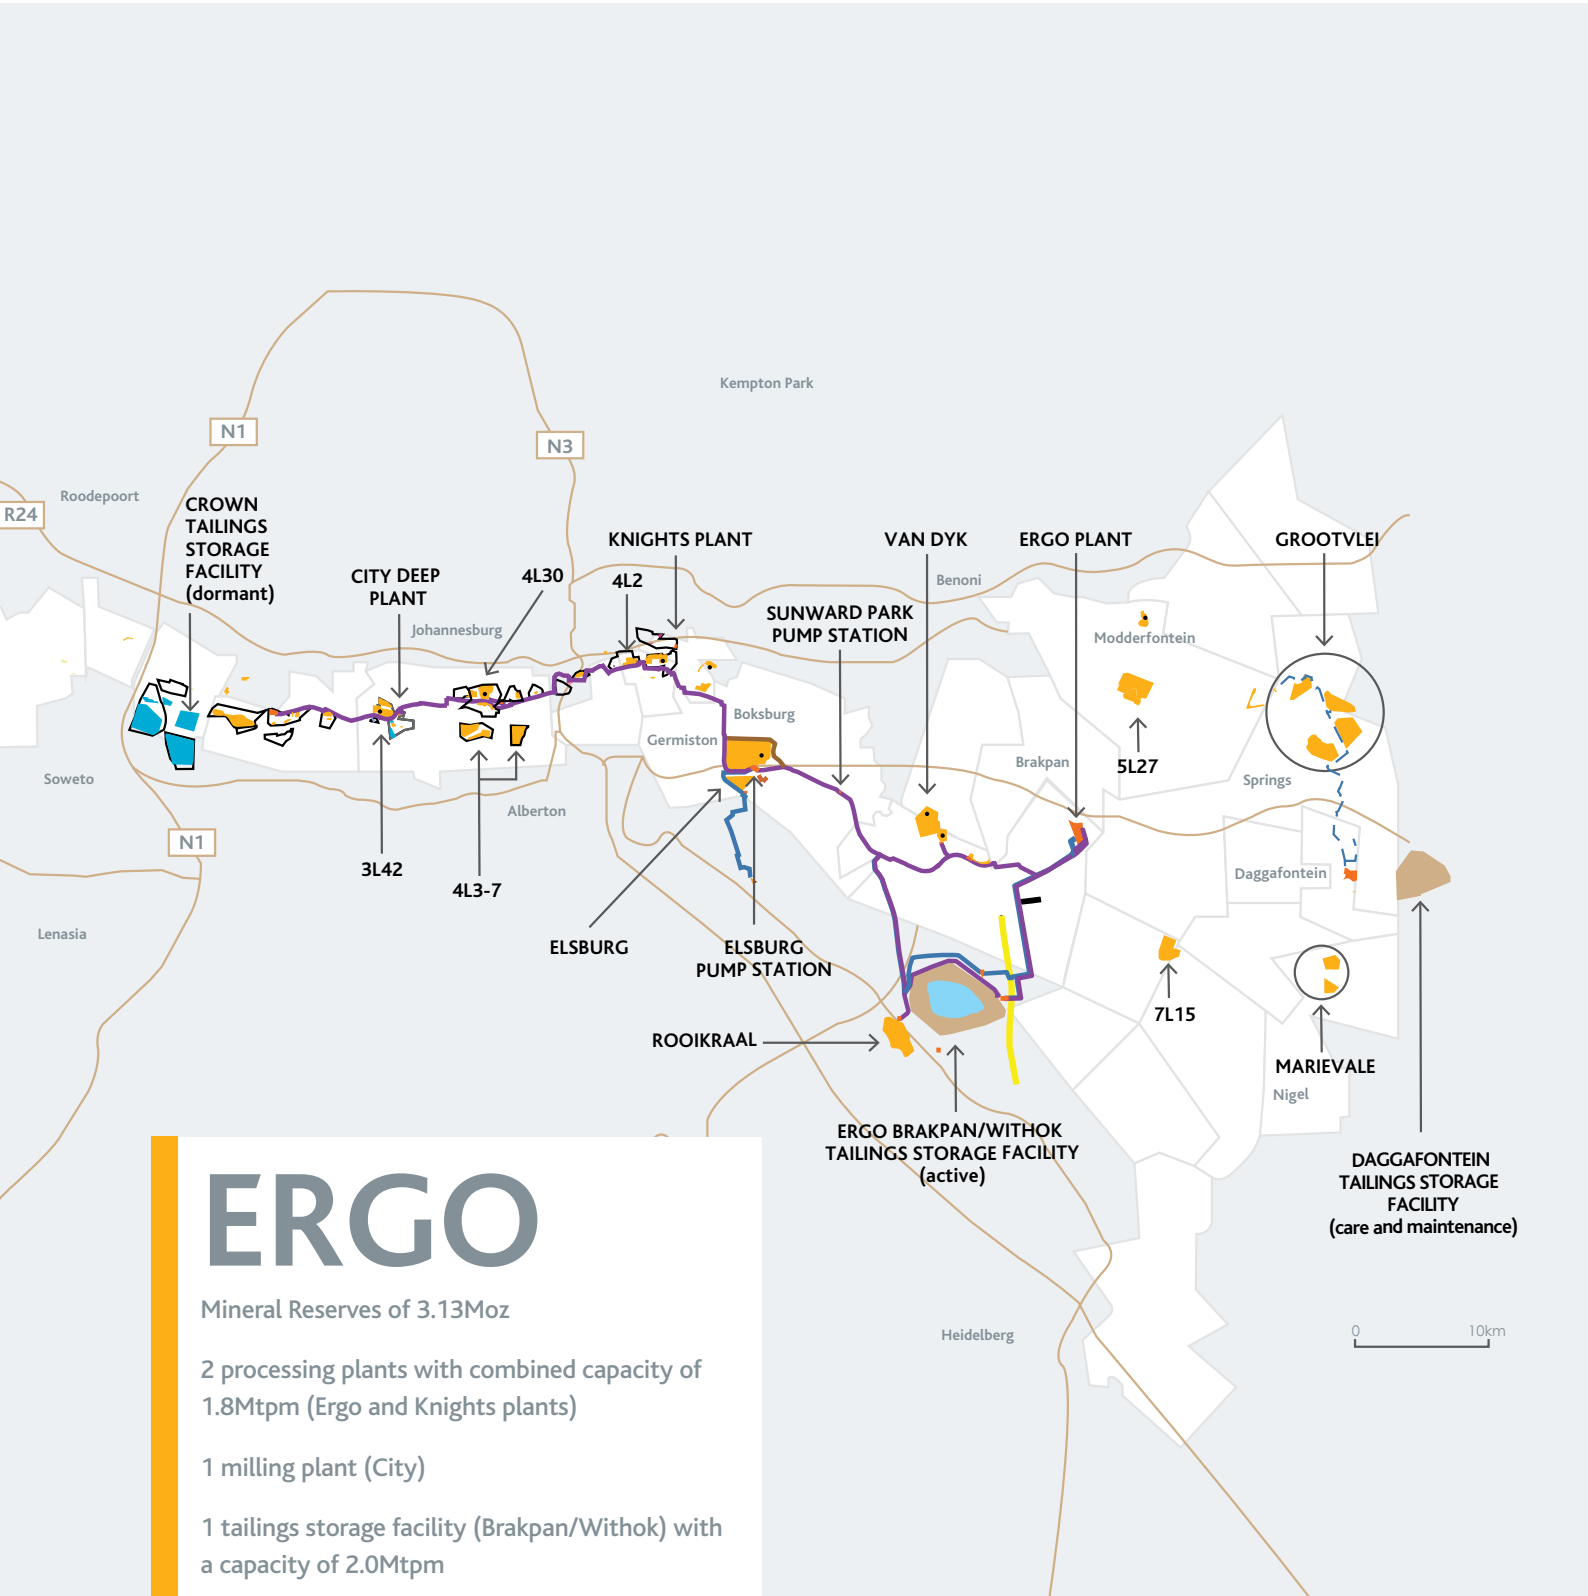 Kempton Park
N1
N3
Roodepoort
R24
CROWN
TAILINGS
STORAGE
FACILITY
(dormant)
CITY DEEP
PLANT
4L30
4L2
KNIGHTS PLANT
VAN DYK
ERGO PLANT
GROOTVLEI
Benoni
SUNWARD PARK
PUMP STATION
Johannesburg
Modderfontein
Boksburg
Germiston
Brakpan
5L27
Springs
Soweto
Alberton
N1
3L42
4L3-7
Daggafontein
Lenasia
ELSBURG
ELSBURG
PUMP STATION
7L15
ROOIKRAAL
MARIEVALE
Nigel
ERGO BRAKPAN/WITHOK
TAILINGS STORAGE FACILITY
(active)
DAGGAFONTEIN
TAILINGS STORAGE
FACILITY
(care and maintenance)
Heidelberg
0 10km
ERGO
Mineral Reserves of 3.13Moz
2 processing plants with combined capacity of
1.8Mtpm (Ergo and Knights plants)
1 milling plant (City)
1 tailings storage facility (Brakpan/Withok) with
a capacity of 2.0Mtpm